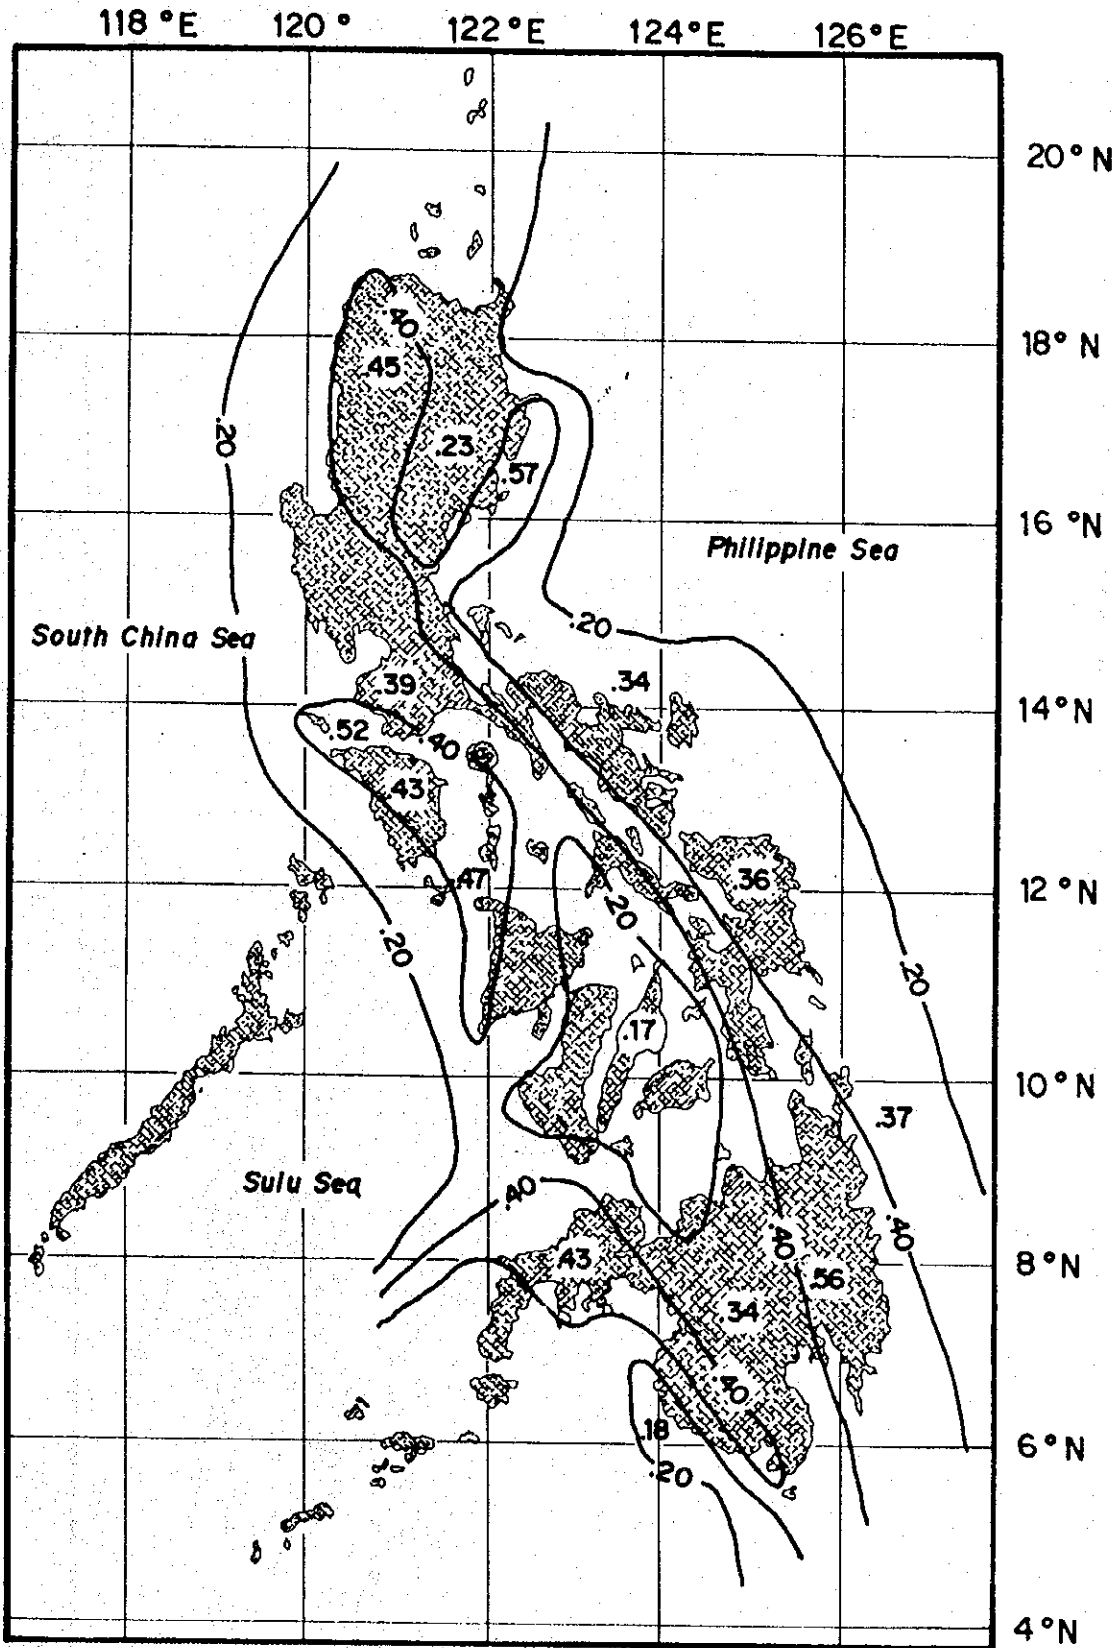 118°E 120° 122°E 124°E 126°E
20°N
.40
18°N
.45
.20
.23
.57
16°N
Philippine Sea
.20
South China Sea
.39
.34
14°N
.52
.40
.43
.47
.36
12°N
.20
.20
.20
.17
10°N
.37
Sulu Sea
.40
.40
.40
.43
8°N
.56
.34
.40
.18
6°N
.20
4°N